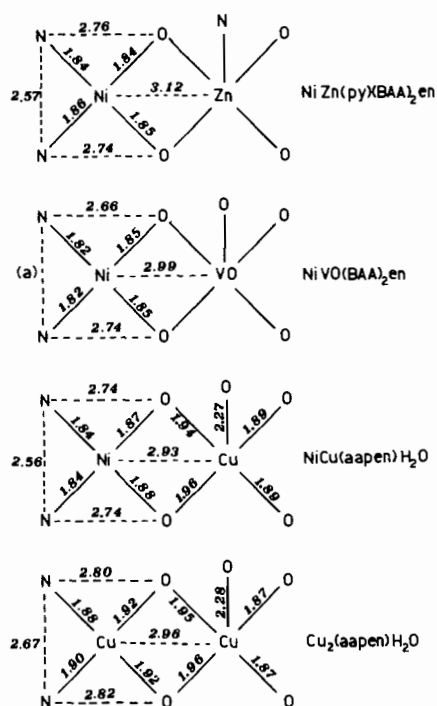 2.76
N O N O
1.84 1.84
2.57 Ni 3.12 Zn NiZn(py)(BAA)₂en
1.86 1.85
N 2.74 O O
2.66 O
N O O
1.82 1.85
(a) Ni 2.99 VO NiVO(BAA)₂en
1.82 1.85
N 2.74 O O
2.74 O
N O O
1.84 1.87 1.94 2.27 1.89
2.56 Ni 2.93 Cu NiCu(aapen)H₂O
1.84 1.88 1.96 1.89
N 2.74 O O
2.80 O
N O O
1.88 1.92 1.95 2.28 1.87
2.67 Cu 2.96 Cu Cu₂(aapen)H₂O
1.90 1.92 1.96 1.87
N 2.82 O O